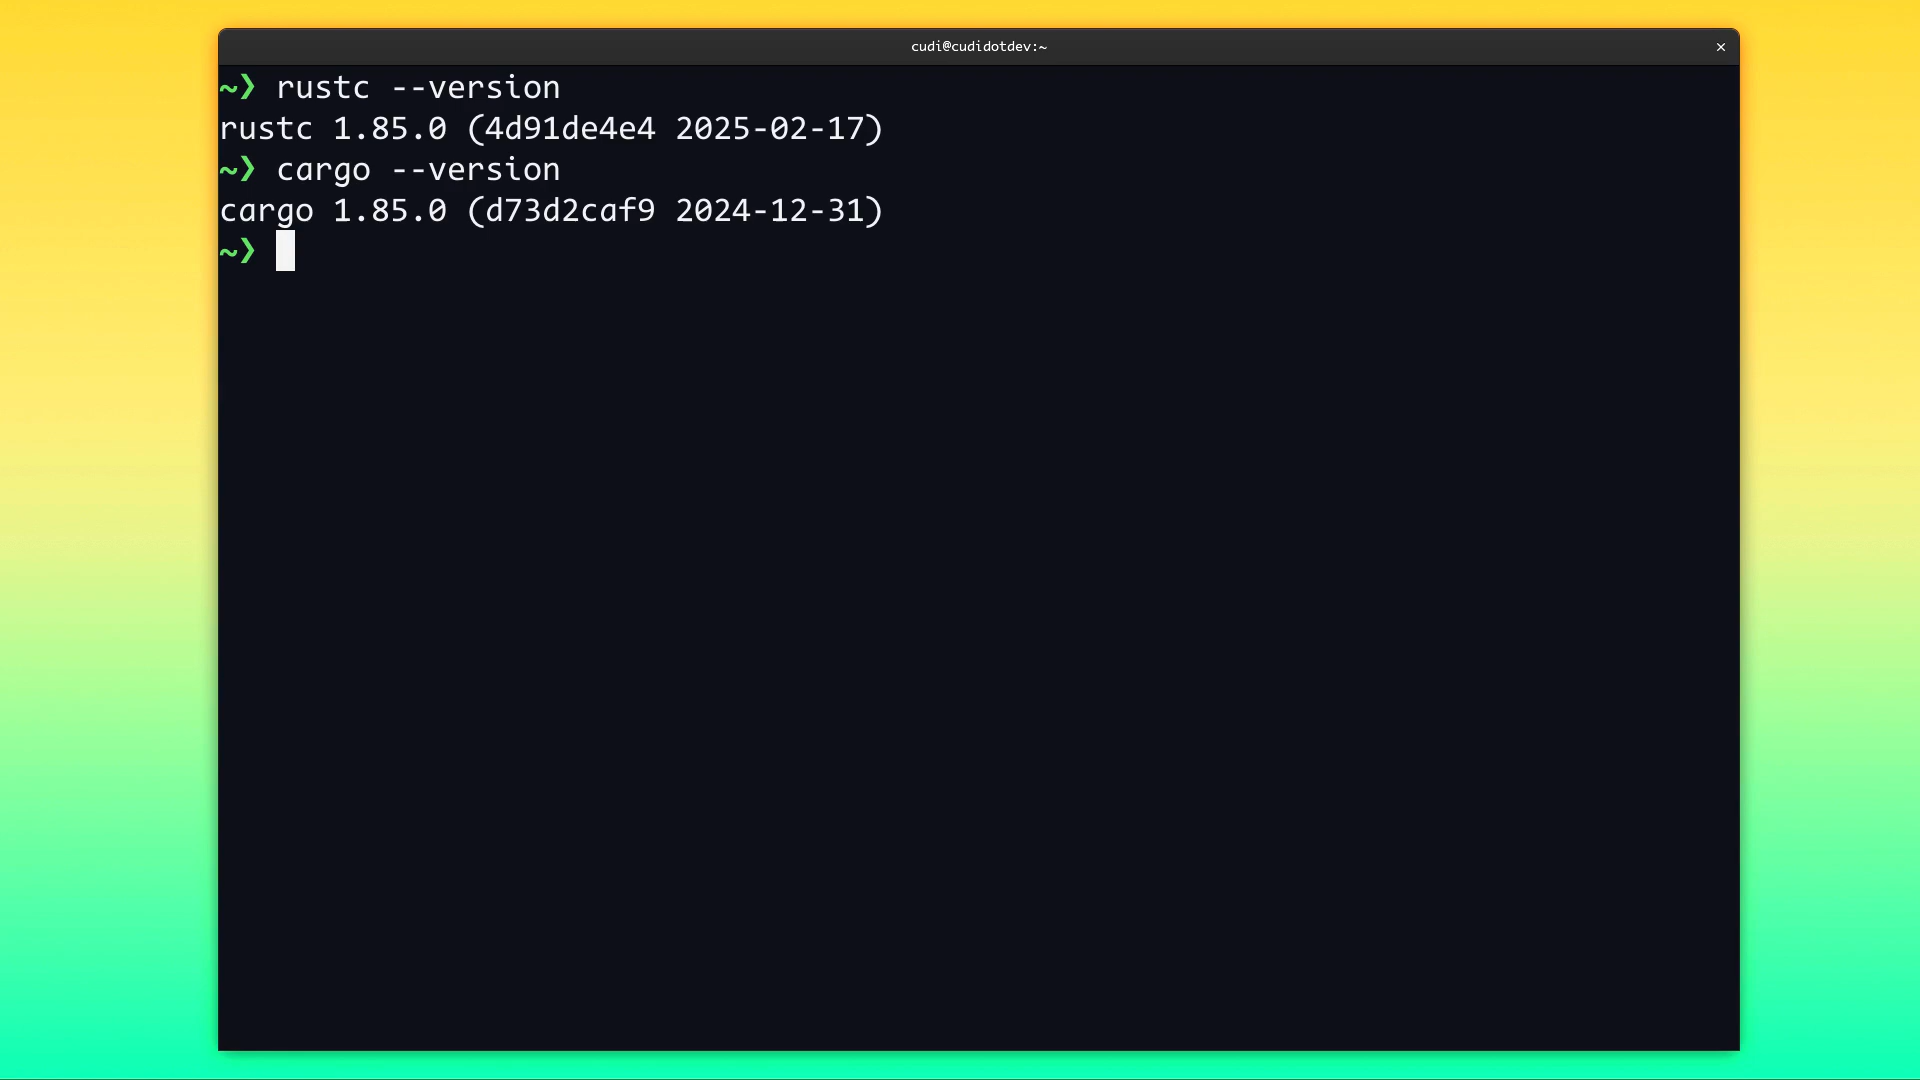 cudi@cudidotdev:~
~❯ rustc --version
rustc 1.85.0 (4d91de4e4 2025-02-17)
~❯ cargo --version
cargo 1.85.0 (d73d2caf9 2024-12-31)
~❯